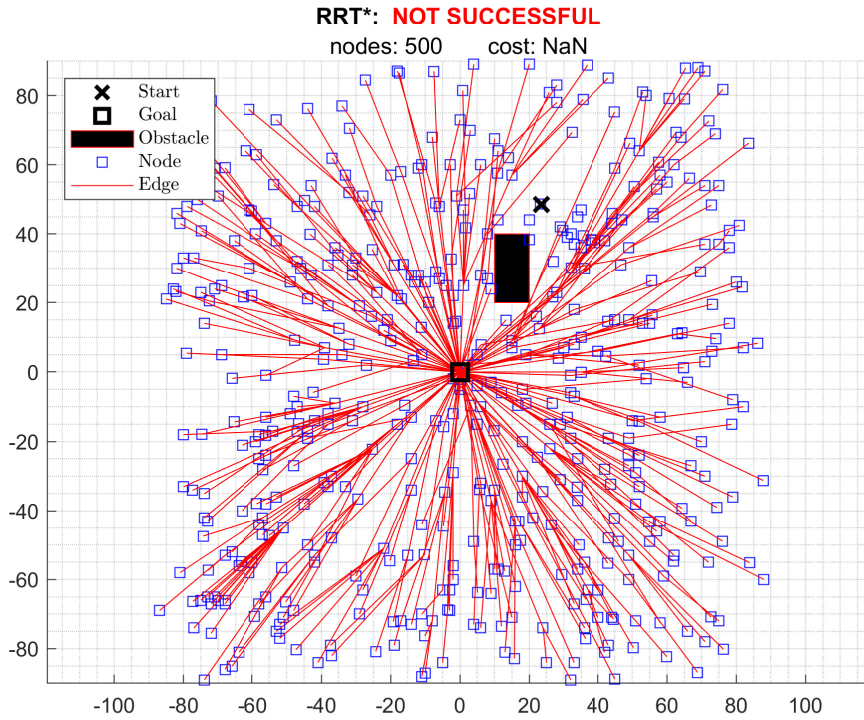 RRT*: NOT SUCCESSFUL
nodes: 500 cost: NaN
Start
Goal
Obstacle
Node
Edge
80
60
40
20
0
-20
-40
-60
-80
-100 -80 -60 -40 -20 0 20 40 60 80 100